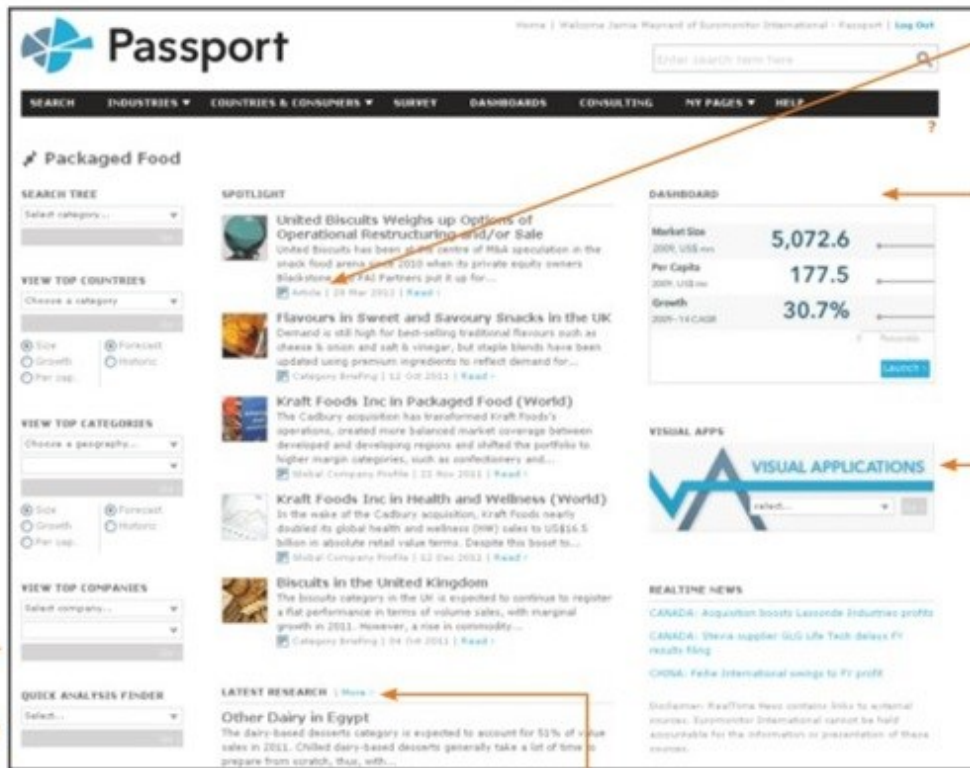 Home | Welcome Jamie Maynard of Euromonitor International - Passport | Log Out
Passport
Enter search term here
SEARCH INDUSTRIES COUNTRIES & CONSUMERS SURVEY DASHBOARDS CONSULTING MY PAGES HELP
?
Packaged Food
SEARCH TREE
Select category...
Go
VIEW TOP COUNTRIES
Choose a category
Go
Size Forecast
Growth Historic
Per cap.
VIEW TOP CATEGORIES
Choose a geography...
Go
Size Forecast
Growth Historic
Per cap.
VIEW TOP COMPANIES
Select company...
Go
QUICK ANALYSIS FINDER
Select...
Go
SPOTLIGHT
United Biscuits Weighs up Options of
Operational Restructuring and/or Sale
United Biscuits has been at the centre of M&A speculation in the
snack food arena since 2010 when its private equity owners
Blackstone and PAI Partners put it up for...
Article | 29 Mar 2012 | Read ›
Flavours in Sweet and Savoury Snacks in the UK
Demand is still high for best-selling traditional flavours such as
cheese & onion and salt & vinegar, but staple blends have been
updated using premium ingredients to reflect demand for...
Category Briefing | 12 Oct 2011 | Read ›
Kraft Foods Inc in Packaged Food (World)
The Cadbury acquisition has transformed Kraft Foods's
operations, created more balanced market coverage between
developed and developing regions and shifted the portfolio to
higher margin categories, such as confectionery and...
Global Company Profile | 22 Nov 2011 | Read ›
Kraft Foods Inc in Health and Wellness (World)
In the wake of the Cadbury acquisition, Kraft Foods nearly
doubled its global health and wellness (HW) sales to US$16.5
billion in absolute retail value terms. Despite this boost to...
Global Company Profile | 12 Dec | Read ›
Biscuits in the United Kingdom
The biscuits category in the UK is expected to continue to register
a flat performance in terms of volume sales, with marginal
growth in 2011. However, a rise in commodity...
Category Briefing | 04 Oct 2011 | Read ›
LATEST RESEARCH | More ›
Other Dairy in Egypt
The dairy-based desserts category is expected to account for 51% of value
sales in 2011. Chilled dairy-based desserts generally take a lot of time to
prepare from scratch, thus, with...
DASHBOARD
Market Size
2009, US$ mn
5,072.6
Per Capita
2009, US$
177.5
Growth
2009-14 CAGR
30.7%
Launch ›
VISUAL APPS
VISUAL APPLICATIONS
select...
REALTIME NEWS
CANADA: Acquisition boosts Lassonde Industries profits
CANADA: Stevia supplier GLG Life Tech delays FY
results filing
CHINA: Feihe International swings to FY profit
Disclaimer: RealTime News contains links to external
sources. Euromonitor International cannot be held
accountable for the information or presentation of these
sources.